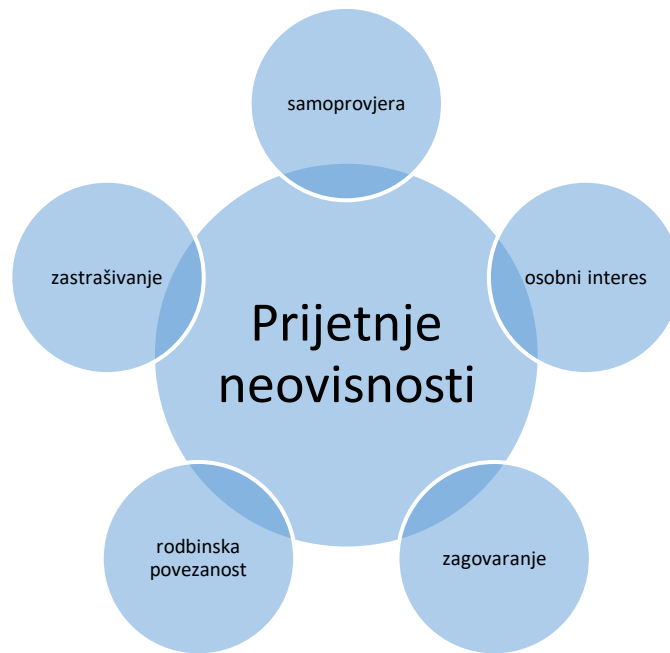 samoprovjera
zastrašivanje
osobni interes
Prijetnje
neovisnosti
rodbinska
povezanost
zagovaranje